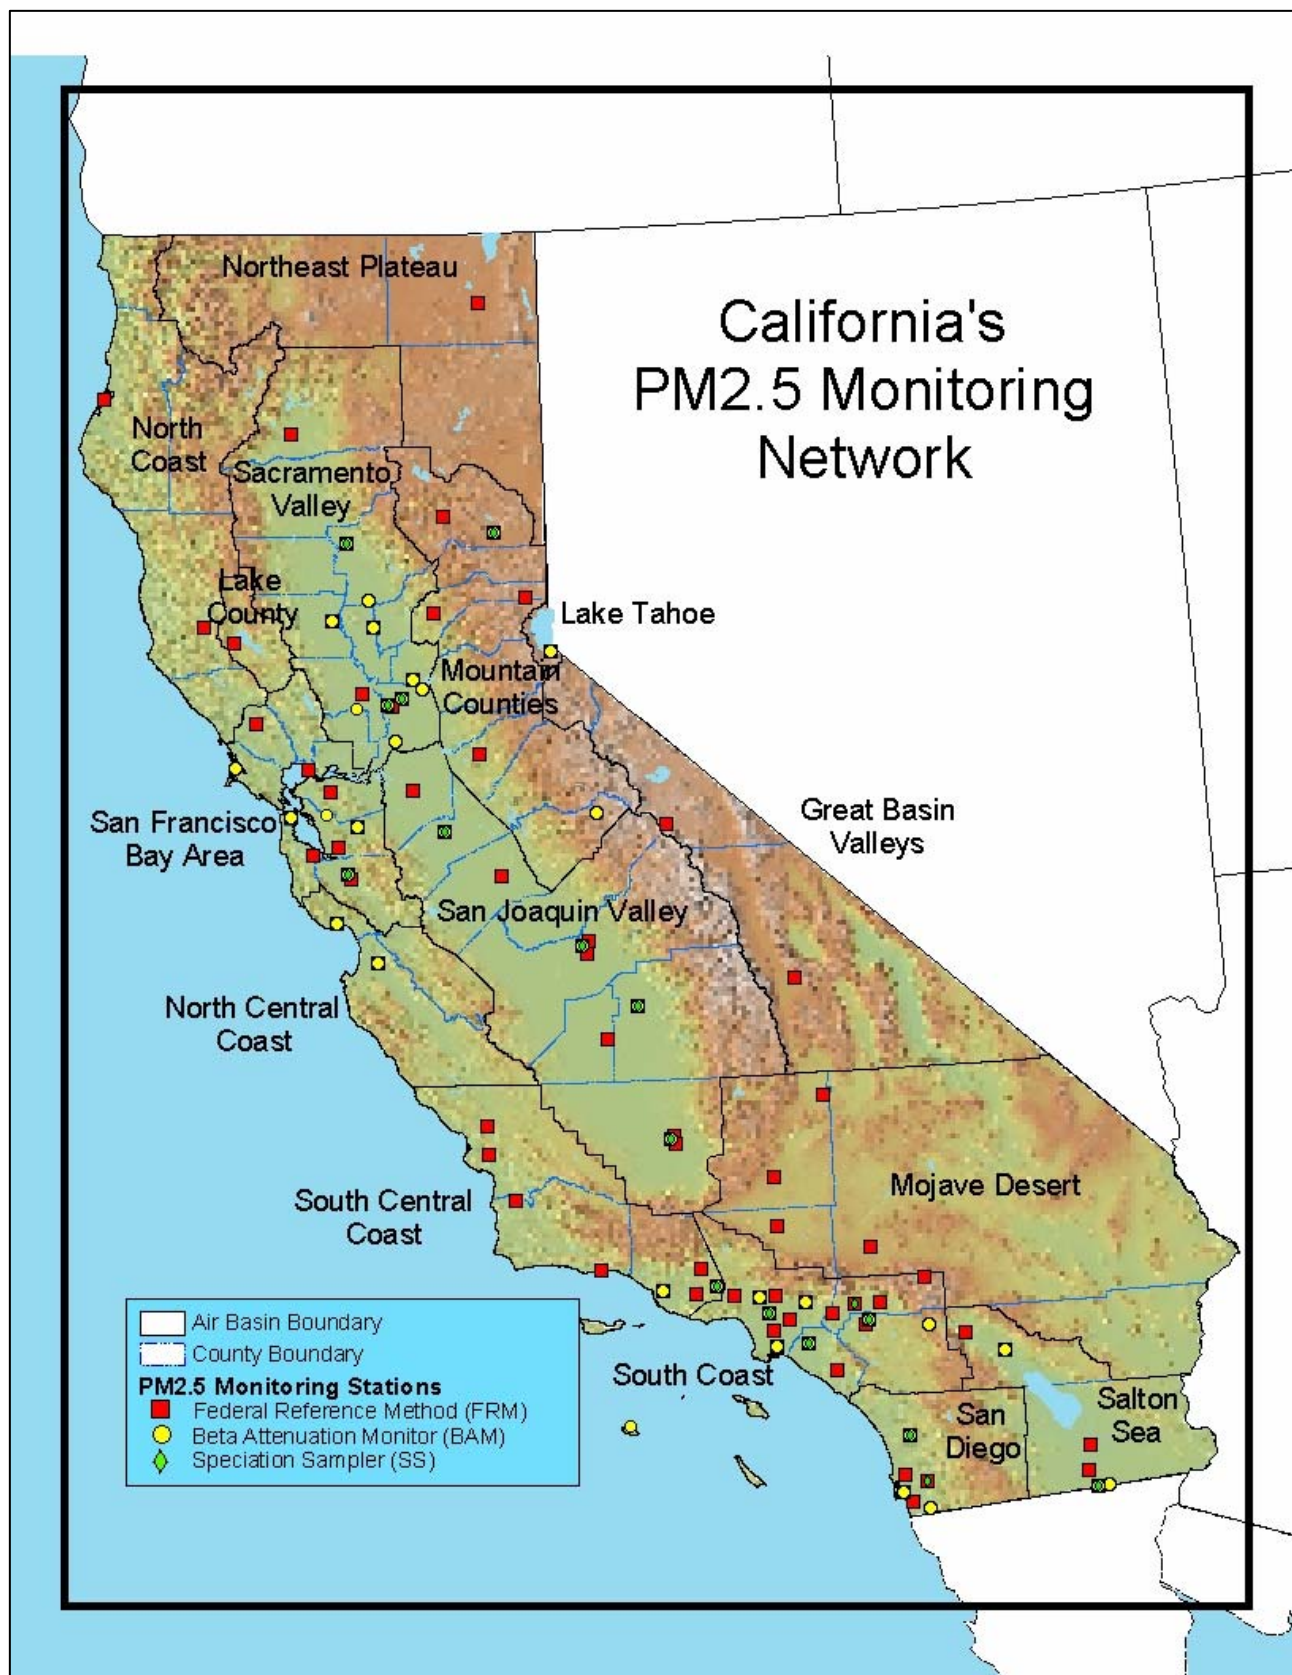 Northeast Plateau
California's
PM2.5 Monitoring
Network
North
Coast
Sacramento
Valley
Lake
County
Lake Tahoe
Mountain
Counties
San Francisco
Bay Area
Great Basin
Valleys
San Joaquin Valley
North Central
Coast
South Central
Coast
Mojave Desert
South Coast
San
Diego
Salton
Sea
Air Basin Boundary
County Boundary
PM2.5 Monitoring Stations
Federal Reference Method (FRM)
Beta Attenuation Monitor (BAM)
Speciation Sampler (SS)